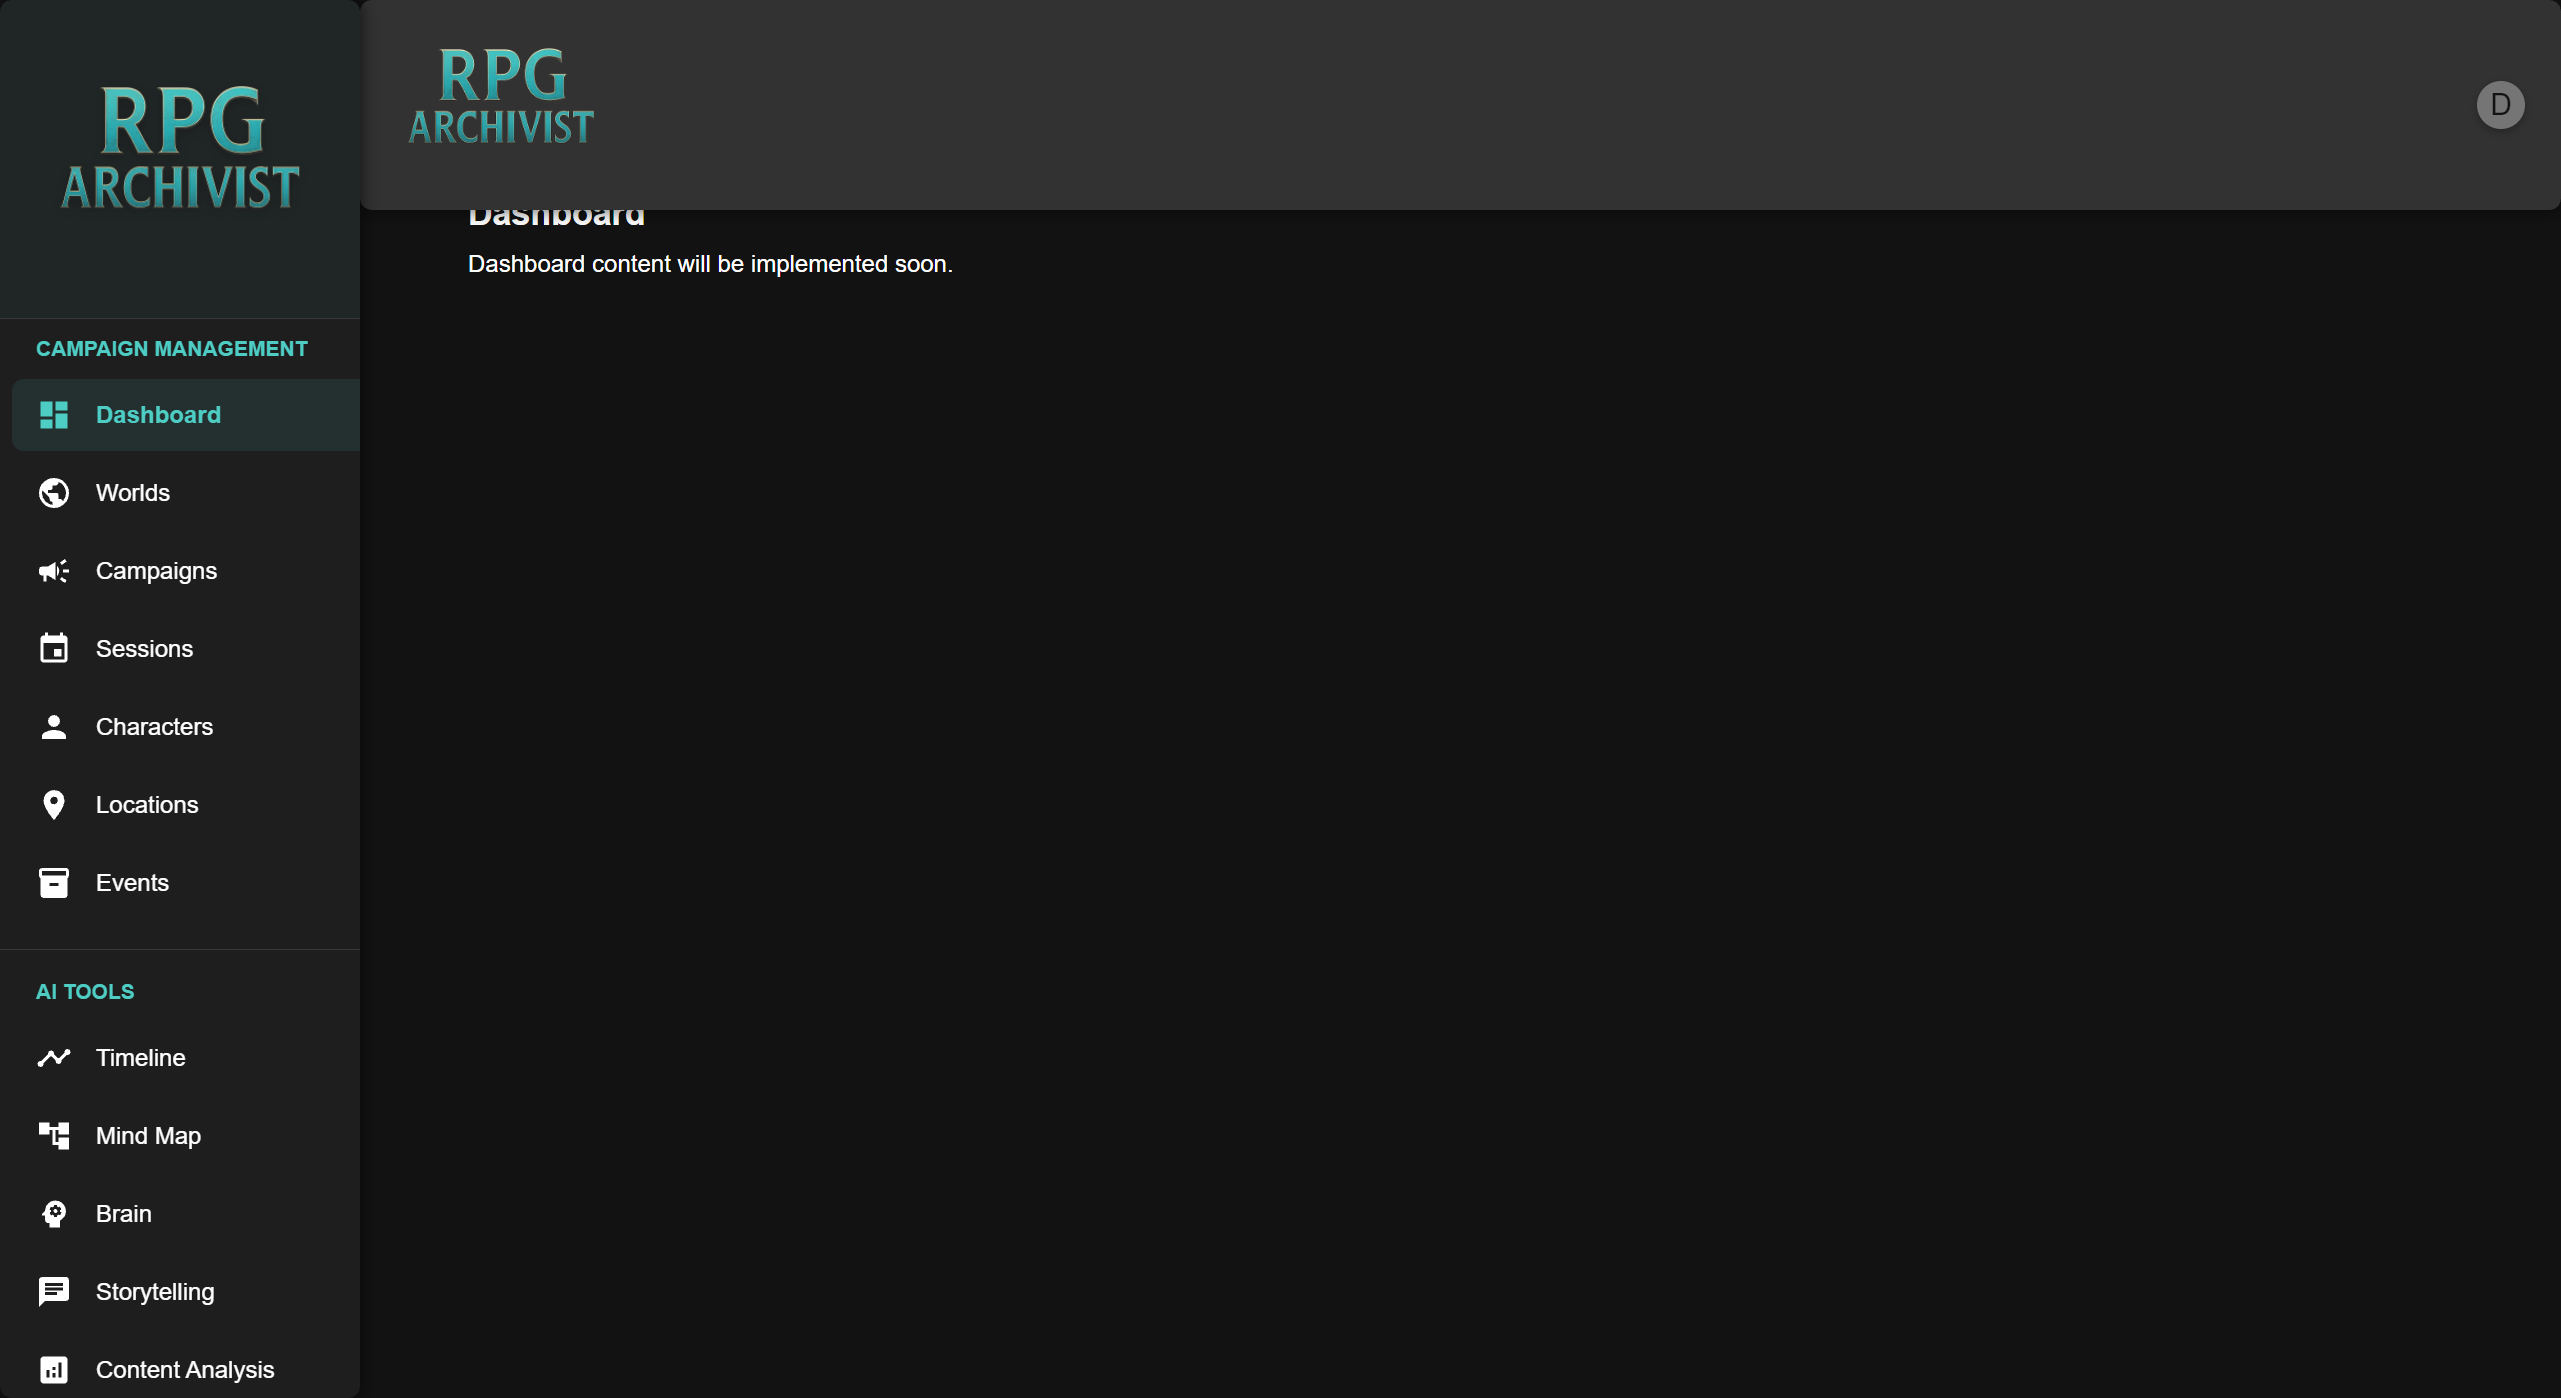 RPG
ARCHIVIST
CAMPAIGN MANAGEMENT
Dashboard
Worlds
Campaigns
Sessions
Characters
Locations
Events
AI TOOLS
Timeline
Mind Map
Brain
Storytelling
Content Analysis
RPG
ARCHIVIST
D
Dashboard
Dashboard content will be implemented soon.